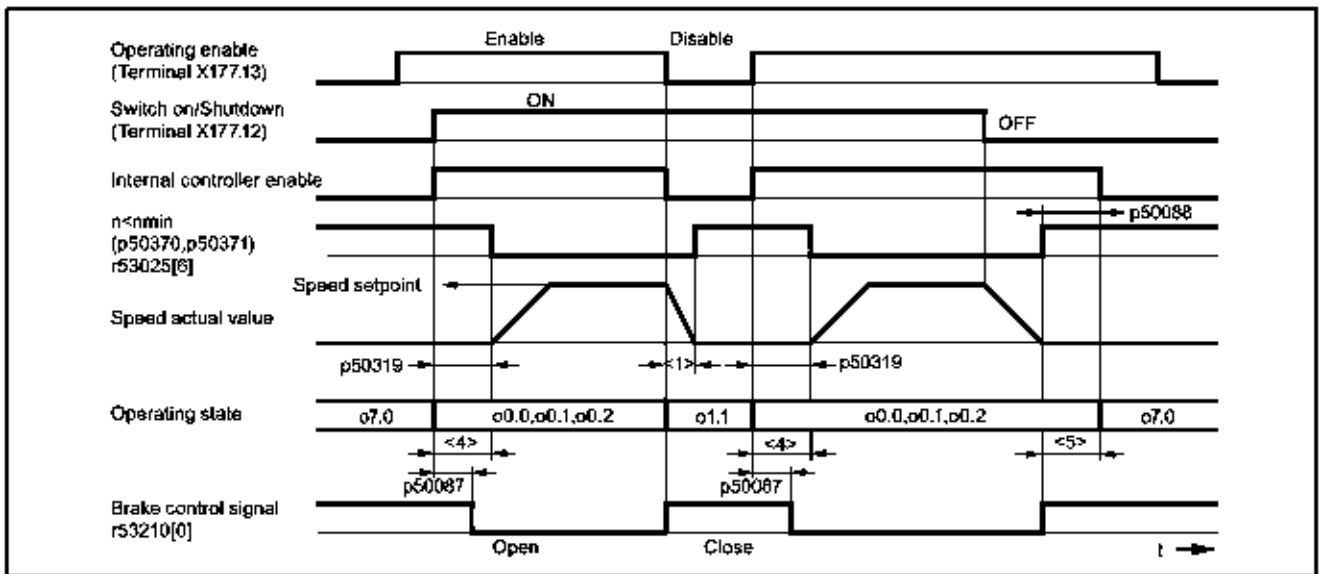 Operating enable
(Terminal X177.13)
Enable
Disable
Switch on/Shutdown
(Terminal X177.12)
ON
OFF
Internal controller enable
n<nmin
(p50370,p50371)
r53025[6]
p50088
Speed setpoint
Speed actual value
p50319
<1>
p50319
Operating state
o7.0
o0.0,o0.1,o0.2
o1.1
o0.0,o0.1,o0.2
o7.0
<4>
<4>
<5>
p50087
p50087
Brake control signal
r53210[0]
Open
Close
t